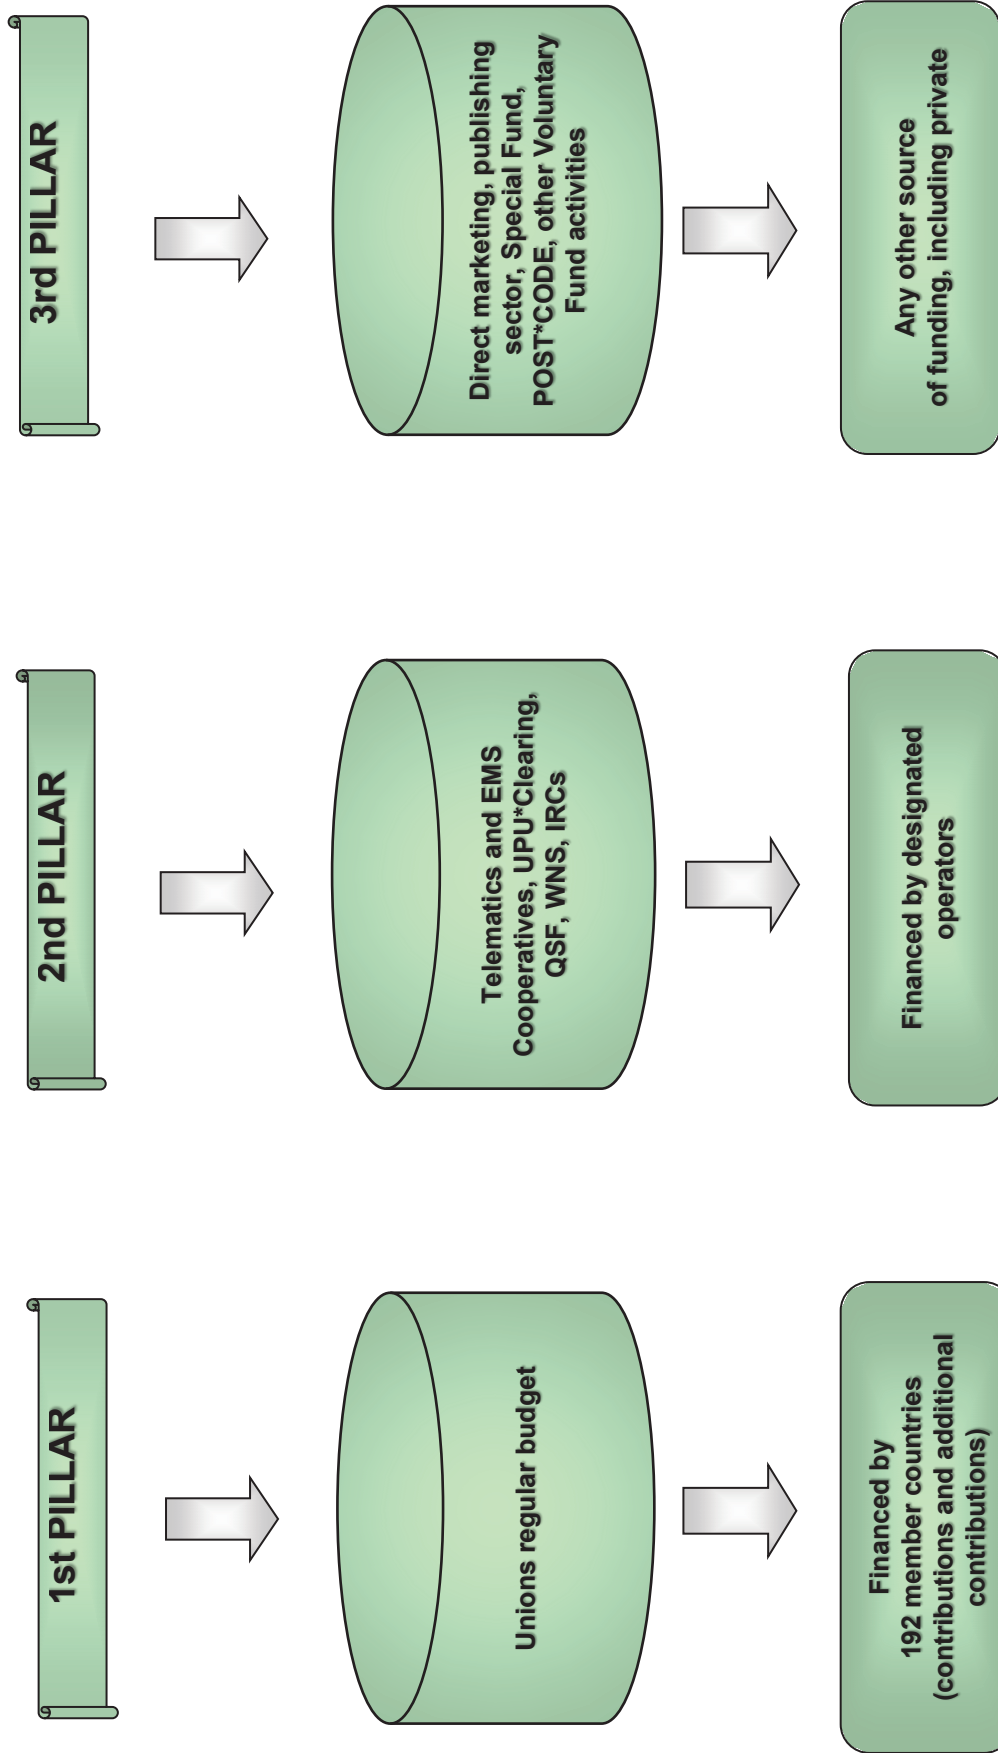 1st PILLAR
Unions regular budget
Financed by
192 member countries
(contributions and additional
contributions)
2nd PILLAR
Telematics and EMS
Cooperatives, UPU*Clearing,
QSF, WNS, IRCs
Financed by designated
operators
3rd PILLAR
Direct marketing, publishing
sector, Special Fund,
POST*CODE, other Voluntary
Fund activities
Any other source
of funding, including private